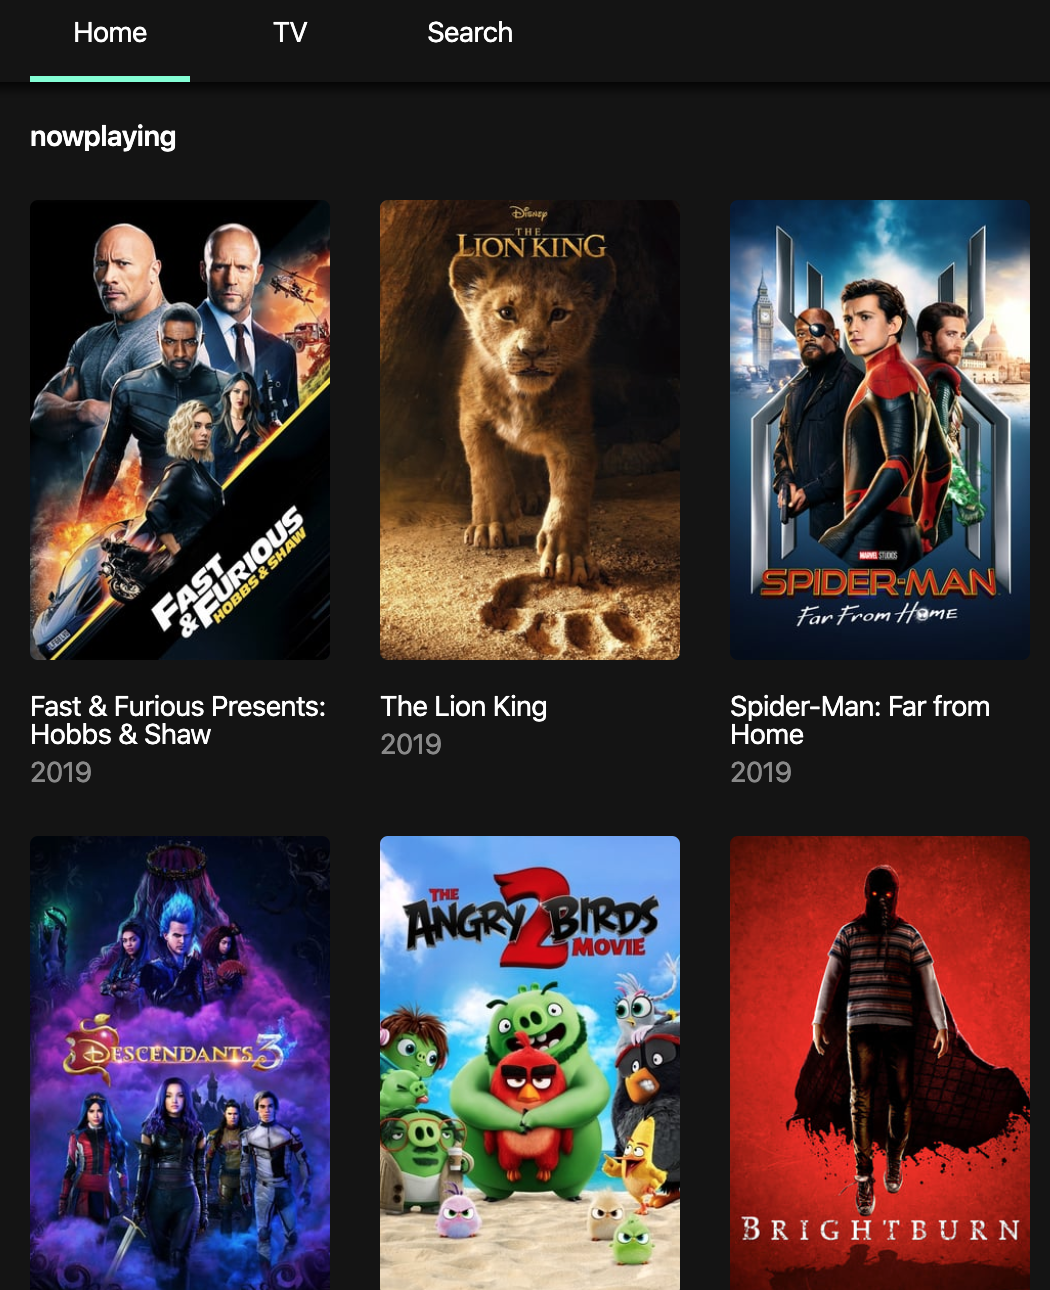 Home TV Search
nowplaying
FAST
& FURIOUS
HOBBS & SHAW
Disney
THE
LION KING
MARVEL STUDIOS
SPIDER-MAN
Far From Home
Fast & Furious Presents:
Hobbs & Shaw
2019
The Lion King
2019
Spider-Man: Far from
Home
2019
DESCENDANTS 3
THE
ANGRY BIRDS
2
MOVIE
BRIGHTBURN